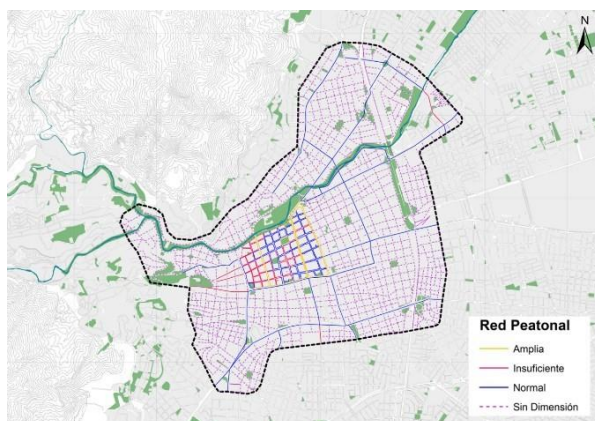 N
Red Peatonal
Amplia
Insuficiente
Normal
Sin Dimensión